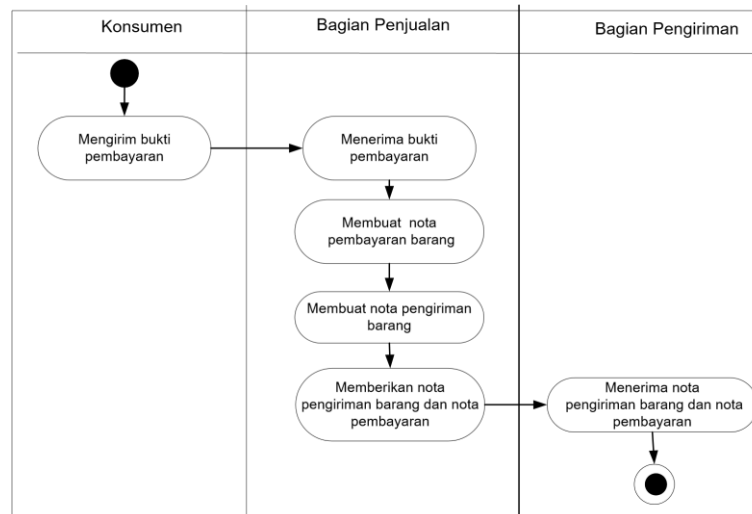 Konsumen
Bagian Penjualan
Bagian Pengiriman
Mengirim bukti
pembayaran
Menerima bukti
pembayaran
Membuat nota
pembayaran barang
Membuat nota pengiriman
barang
Memberikan nota
pengiriman barang dan nota
pembayaran
Menerima nota
pengiriman barang dan nota
pembayaran